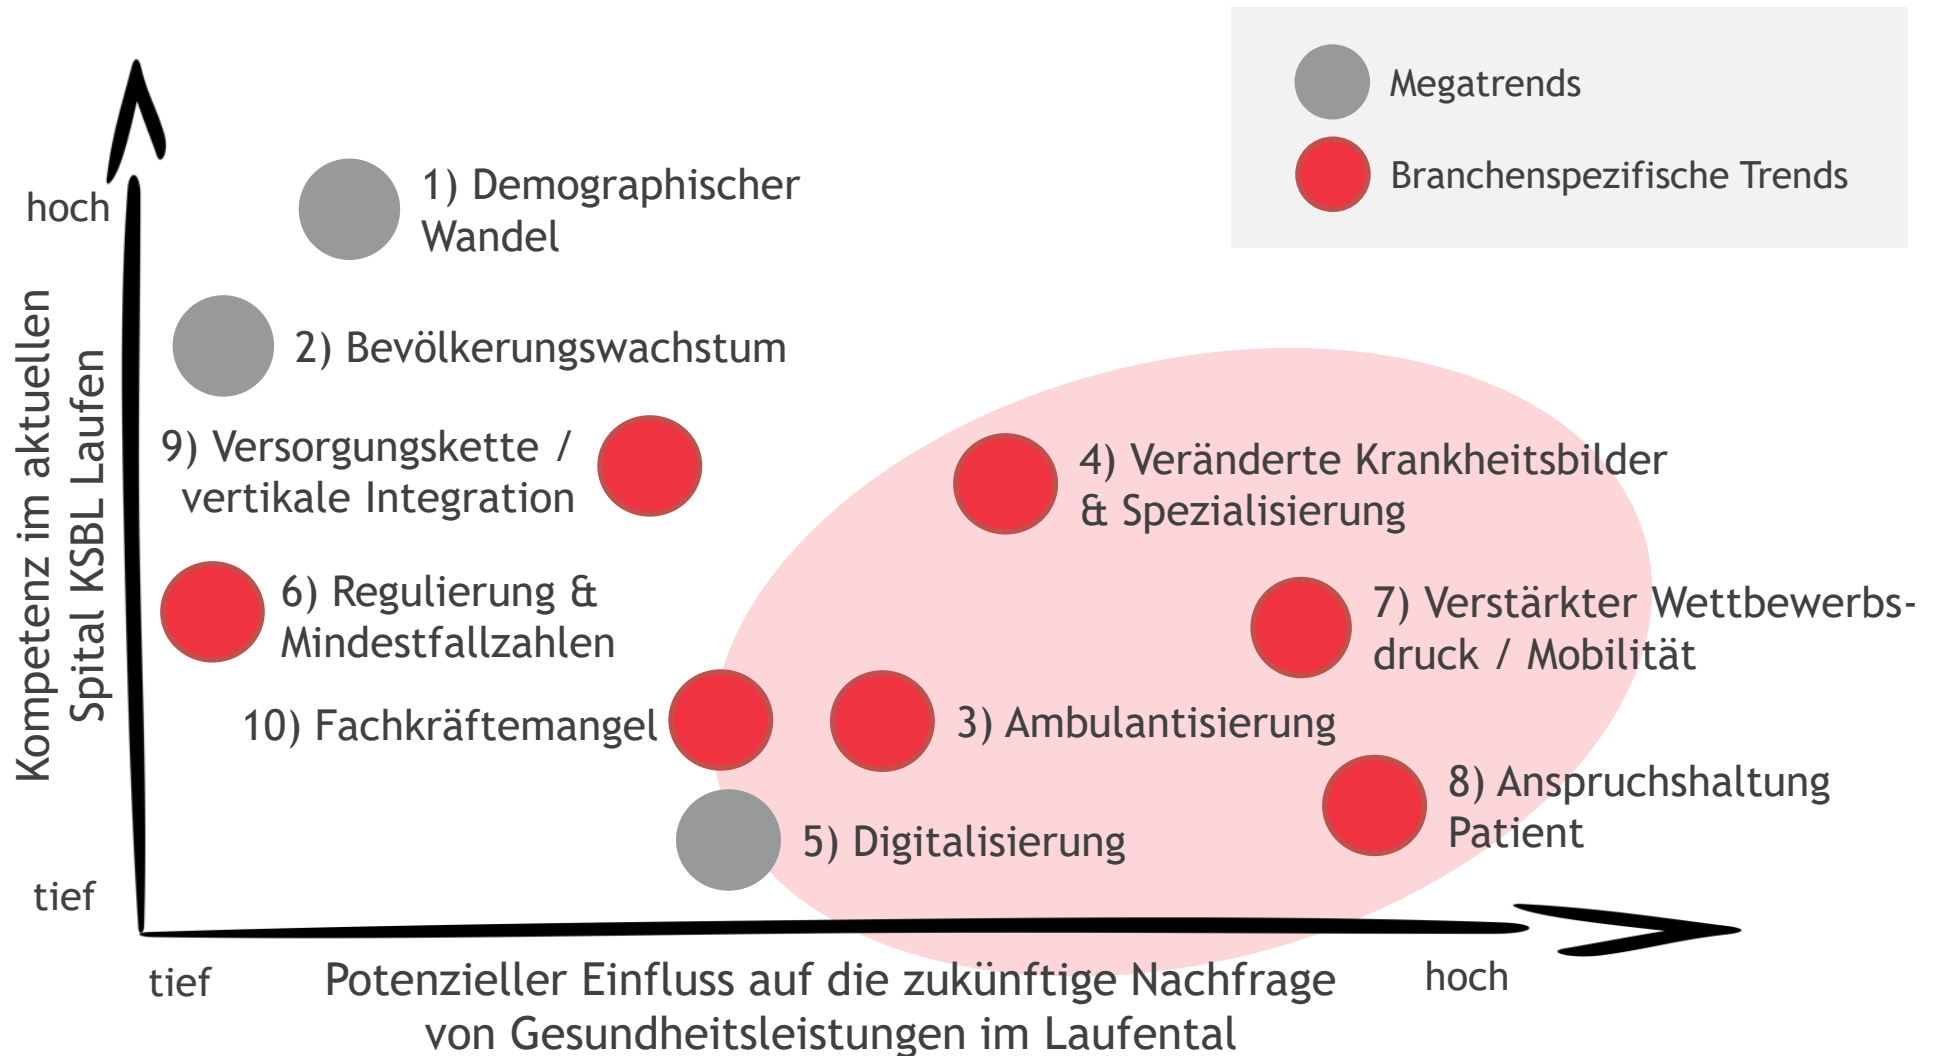 Megatrends
Branchenspezifische Trends
hoch
Kompetenz im aktuellen
Spital KSBL Laufen
tief
1) Demographischer
Wandel
2) Bevölkerungswachstum
9) Versorgungskette /
vertikale Integration
4) Veränderte Krankheitsbilder
& Spezialisierung
6) Regulierung &
Mindestfallzahlen
7) Verstärkter Wettbewerbs-
druck / Mobilität
10) Fachkräftemangel
3) Ambulantisierung
8) Anspruchshaltung
Patient
5) Digitalisierung
tief
Potenzieller Einfluss auf die zukünftige Nachfrage
von Gesundheitsleistungen im Laufental
hoch